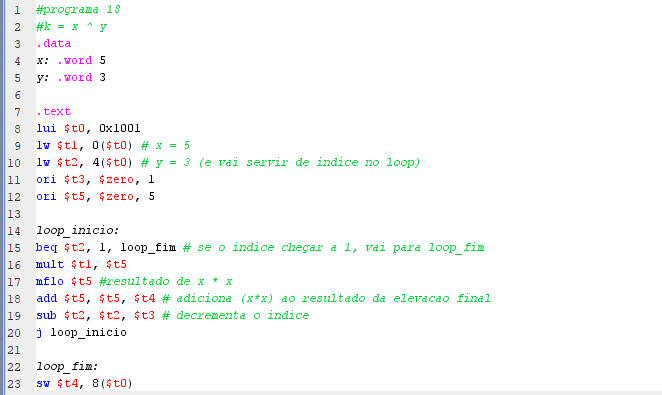 1 #programa 18
2 #k = x ^ y
3 .data
4 x: .word 5
5 y: .word 3
6
7 .text
8 lui $t0, 0x1001
9 lw $t1, 0($t0) # x = 5
10 lw $t2, 4($t0) # y = 3 (e vai servir de indice no loop)
11 ori $t3, $zero, 1
12 ori $t5, $zero, 5
13
14 loop_inicio:
15 beq $t2, 1, loop_fim # se o indice chegar a 1, vai para loop_fim
16 mult $t1, $t5
17 mflo $t5 #resultado de x * x
18 add $t5, $t5, $t4 # adiciona (x*x) ao resultado da elevacao final
19 sub $t2, $t2, $t3 # decrementa o indice
20 j loop_inicio
21
22 loop_fim:
23 sw $t4, 8($t0)